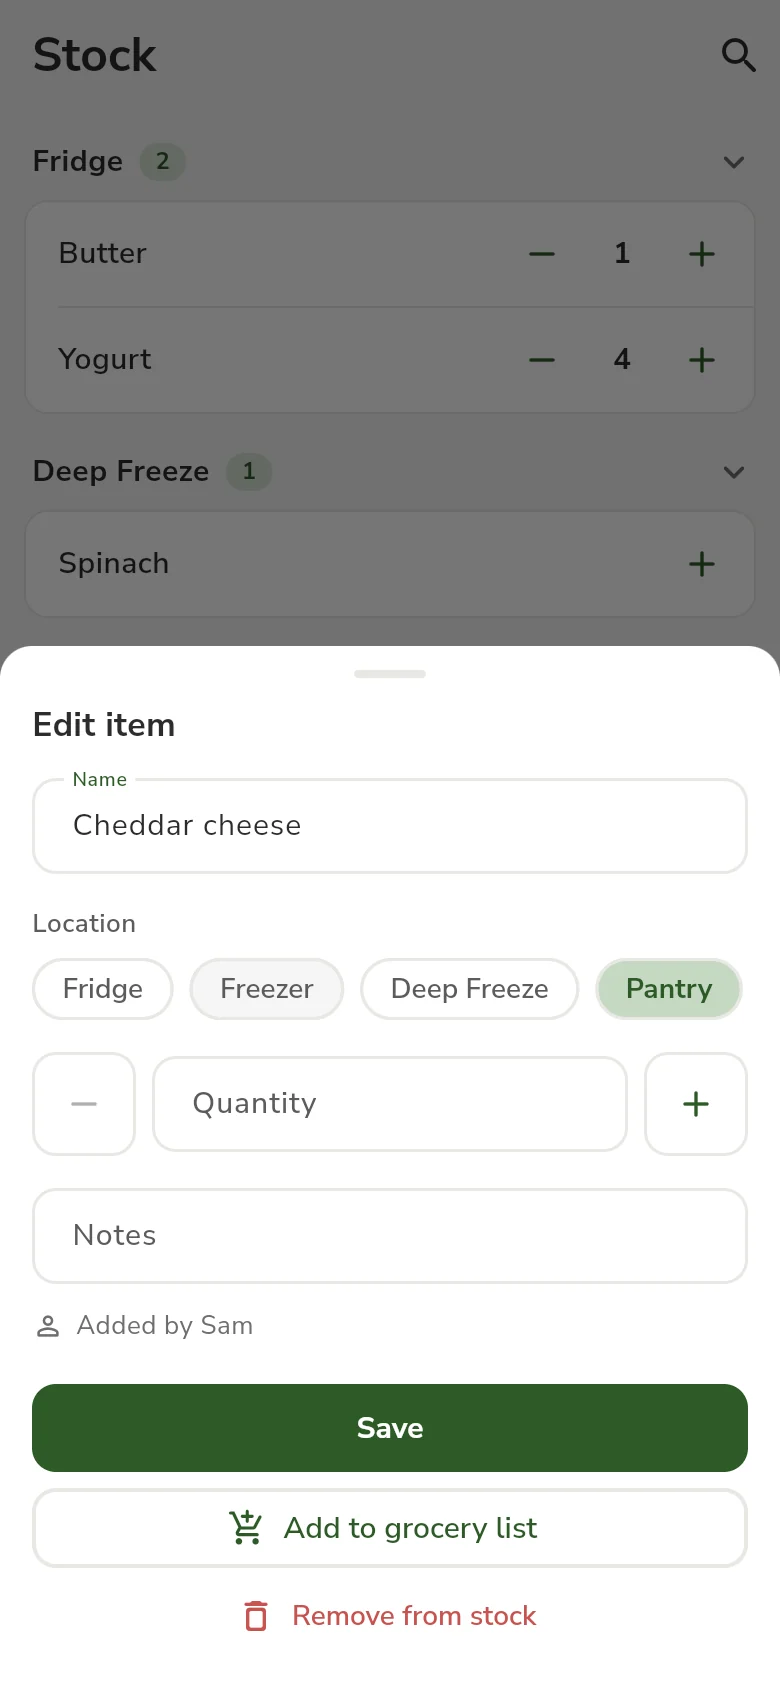 Stock
Fridge 2
Butter 1
Yogurt 4
Deep Freeze 1
Spinach
Edit item
Name
Cheddar cheese
Location
Fridge Freezer Deep Freeze Pantry
Quantity
Notes
Added by Sam
Save
Add to grocery list
Remove from stock